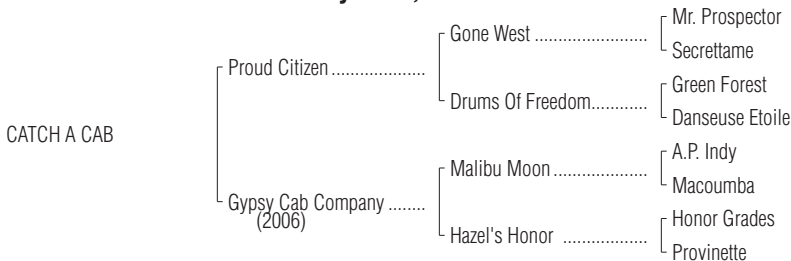 Mr. Prospector
Gone West ....................
Secrettame
Proud Citizen ....................
Green Forest
Drums Of Freedom............
Danseuse Etoile
CATCH A CAB
A.P. Indy
Malibu Moon ....................
Macoumba
Gypsy Cab Company ........
(2006)
Honor Grades
Hazel's Honor ..................
Provinette